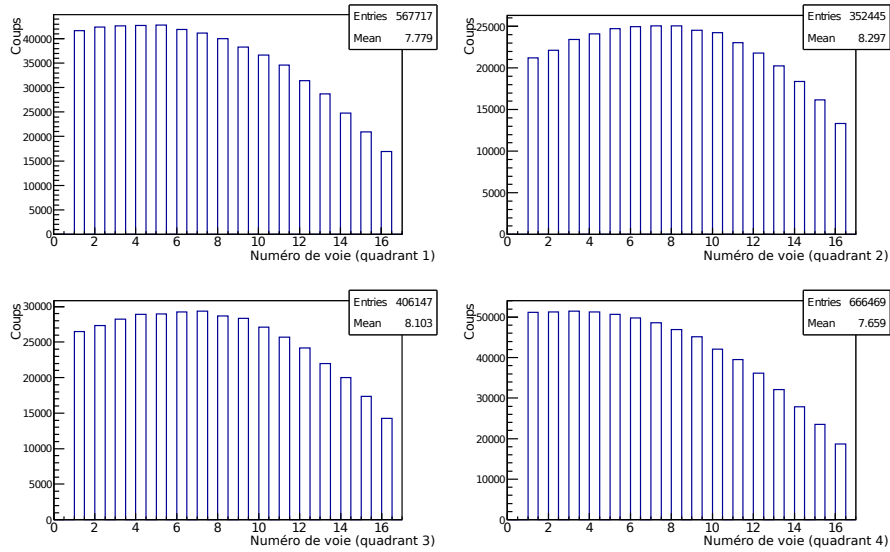 Coups
Entries 567717
Mean 7.779
40000
35000
30000
25000
20000
15000
10000
5000
0
0 2 4 6 8 10 12 14 16
Numéro de voie (quadrant 1)
Coups
Entries 352445
Mean 8.297
25000
20000
15000
10000
5000
0
0 2 4 6 8 10 12 14 16
Numéro de voie (quadrant 2)
Coups
Entries 406147
Mean 8.103
30000
25000
20000
15000
10000
5000
0
0 2 4 6 8 10 12 14 16
Numéro de voie (quadrant 3)
Coups
Entries 666469
Mean 7.659
50000
40000
30000
20000
10000
0
0 2 4 6 8 10 12 14 16
Numéro de voie (quadrant 4)